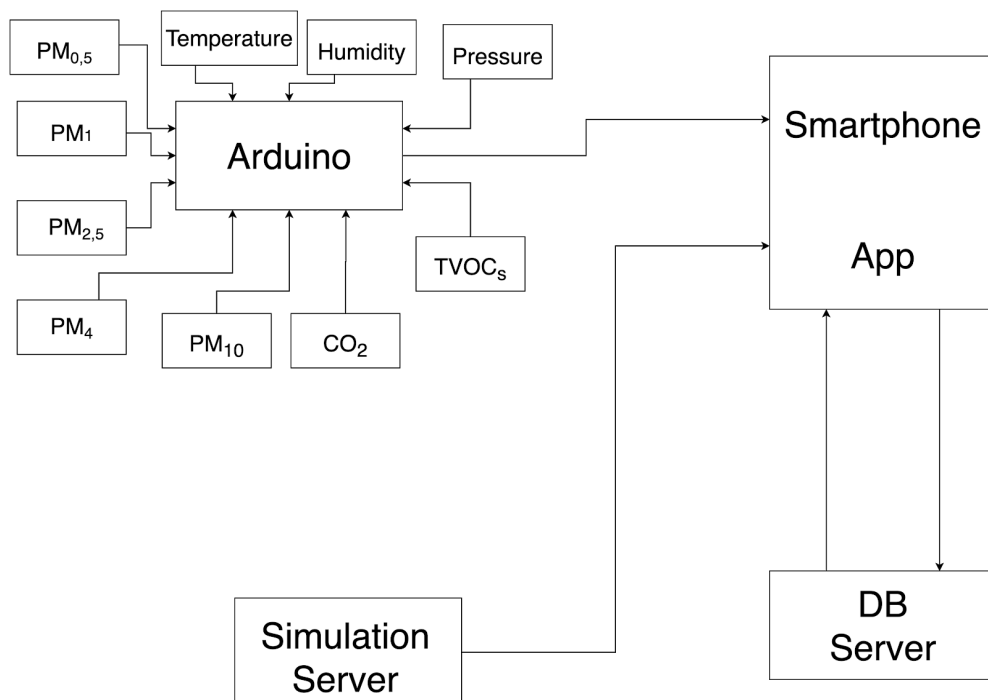 Temperature
Humidity
Pressure
PM0,5
PM1
PM2,5
PM4
PM10
CO2
TVOCs
Arduino
Smartphone
App
Simulation
Server
DB
Server